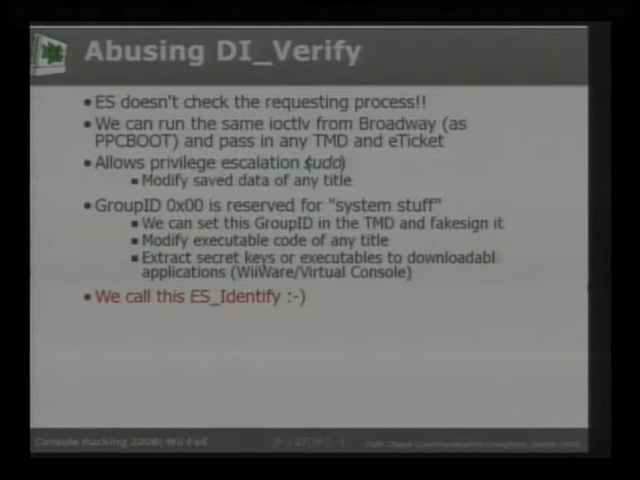 Abusing DI_Verify
• ES doesn't check the requesting process!!
• We can run the same ioctlv from Broadway (as
PPCBOOT) and pass in any TMD and eTicket
• Allows privilege escalation (sudo)
▪ Modify saved data of any title
• GroupID 0x00 is reserved for "system stuff"
▪ We can set this GroupID in the TMD and fakesign it
▪ Modify executable code of any title
▪ Extract secret keys or executables to downloadabl
applications (WiiWare/Virtual Console)
• We call this ES_Identify :-)
Console Hacking 2008: Wii Fail